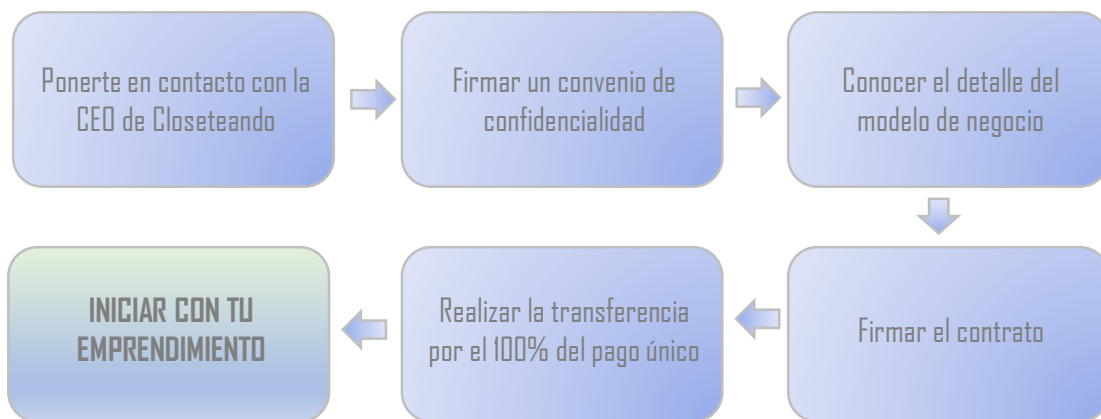 Ponerte en contacto con la
CEO de Closeteando
Firmar un convenio de
confidencialidad
Conocer el detalle del
modelo de negocio
Firmar el contrato
Realizar la transferencia
por el 100% del pago único
INICIAR CON TU
EMPRENDIMIENTO